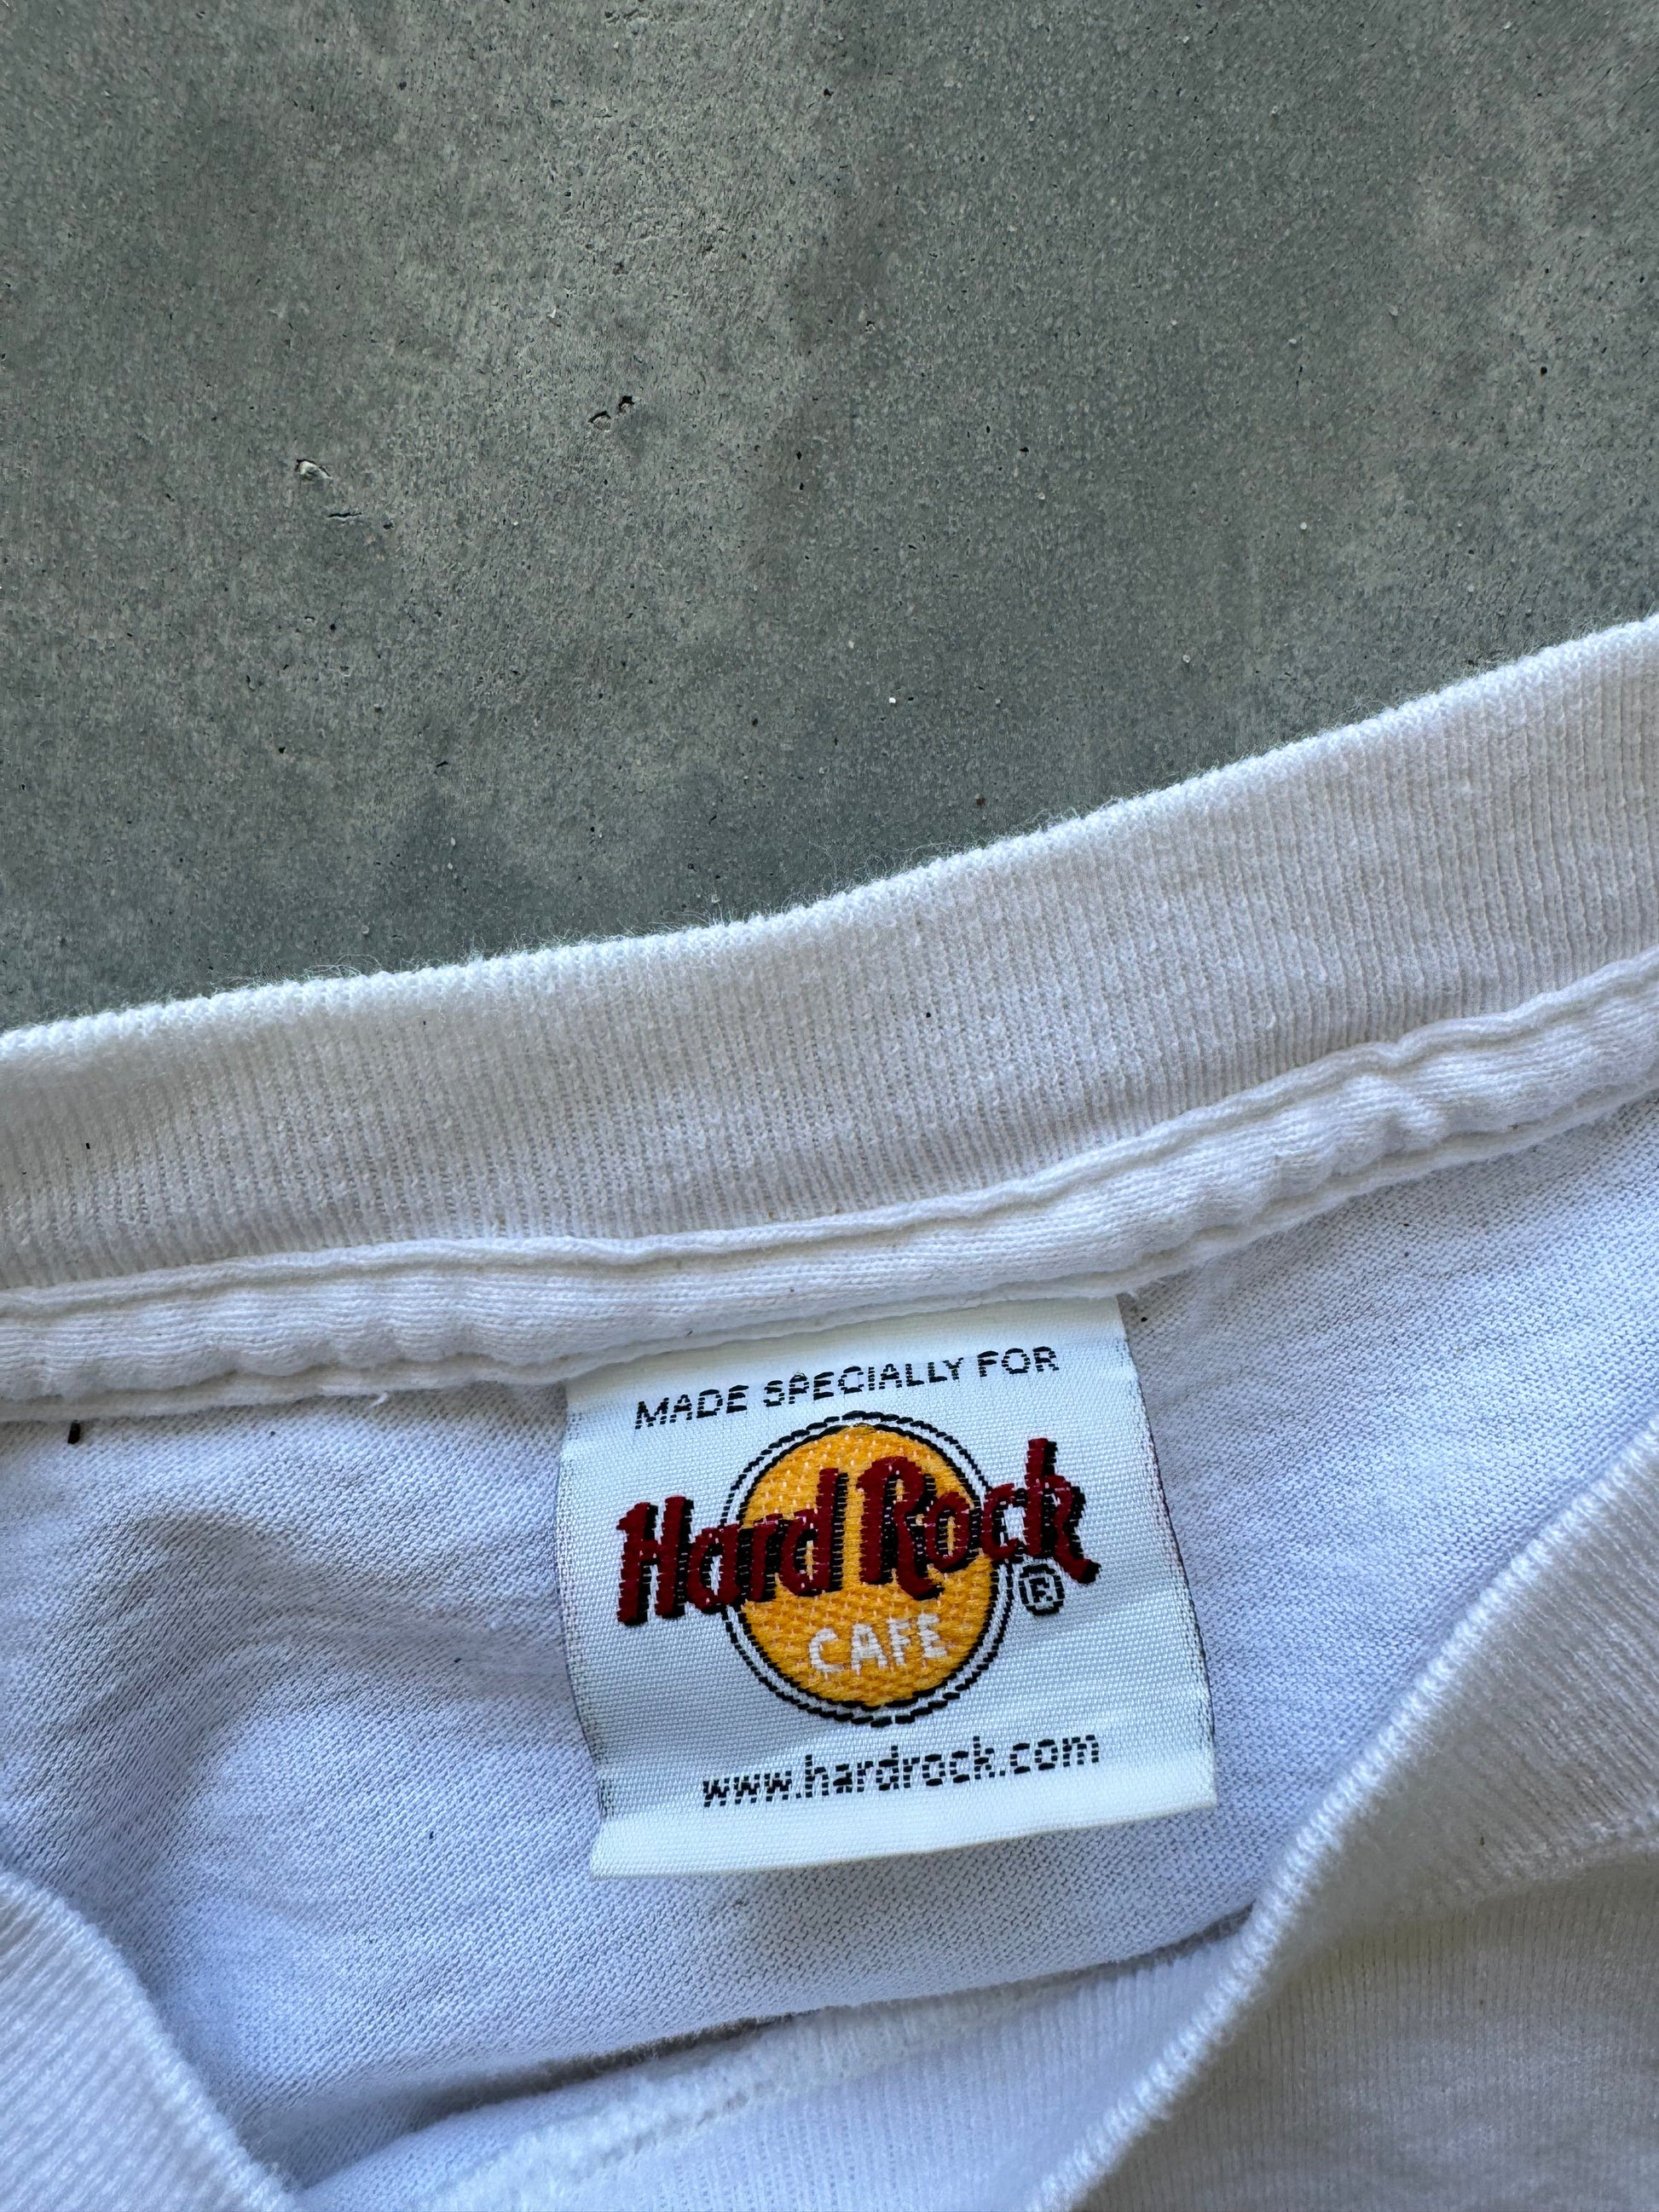 MADE SPECIALLY FOR
Hard Rock
®
CAFE
www.hardrock.com